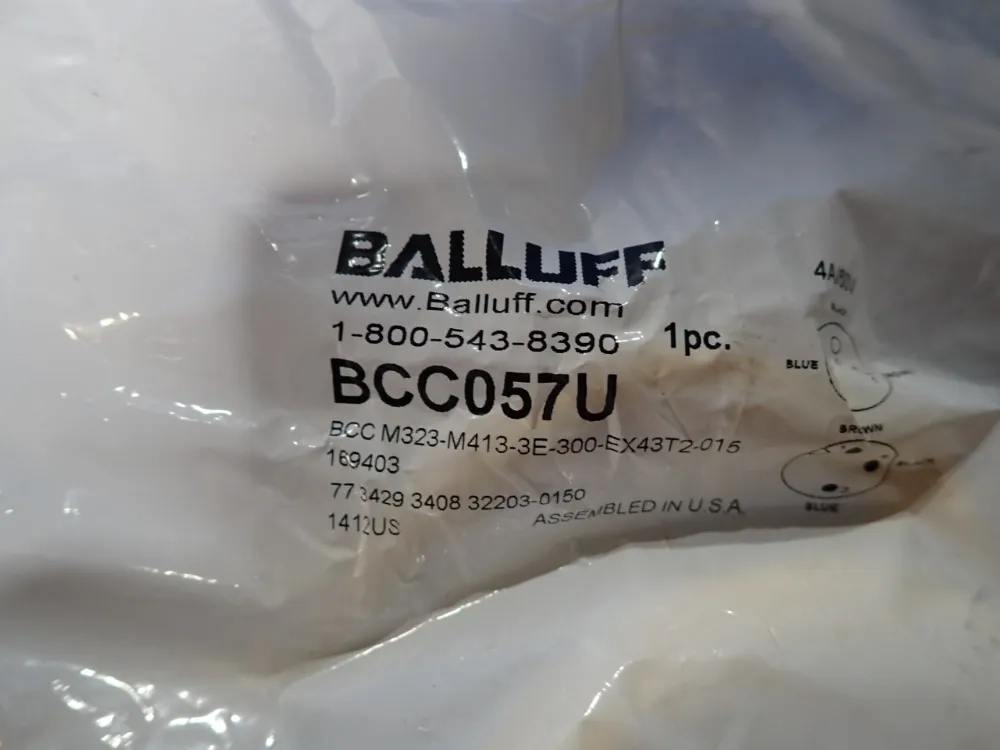 BALLUFF
www.Balluff.com
1-800-543-8390 1pc.
BCC057U
BCC M323-M413-3E-300-EX43T2-015
169403
77 3429 3408 32203-0150
1412US
ASSEMBLED IN U.S.A.
BLUE
BROWN
BLUE